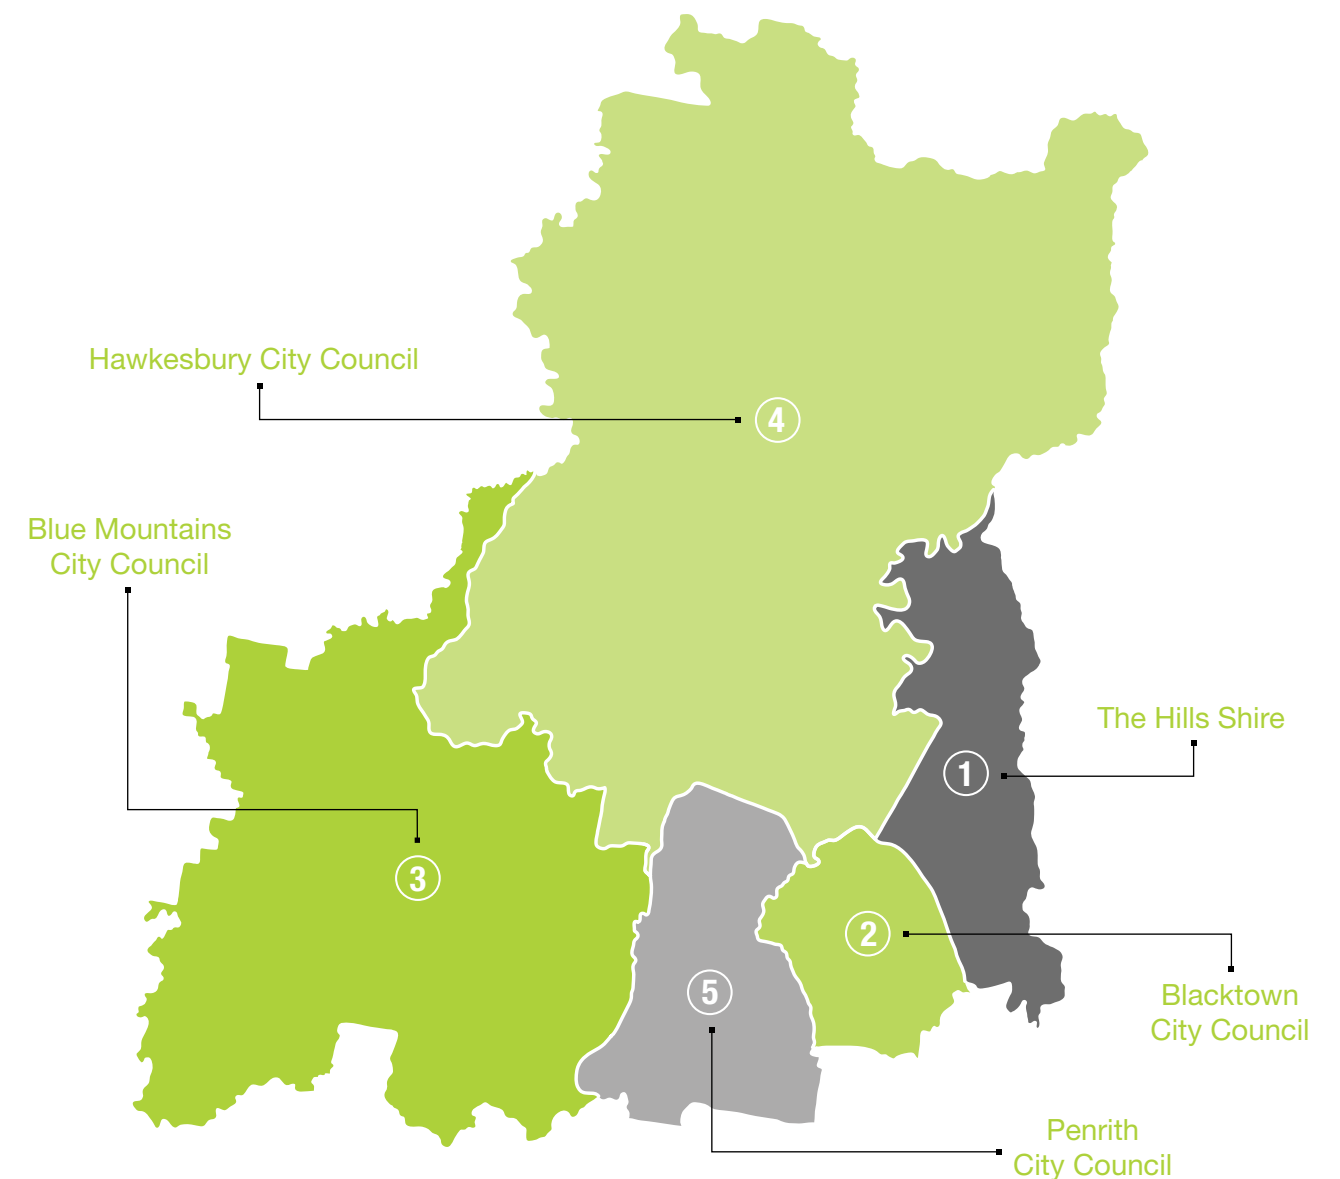 Hawkesbury City Council
4
Blue Mountains
City Council
The Hills Shire
1
3
2
5
Blacktown
City Council
Penrith
City Council